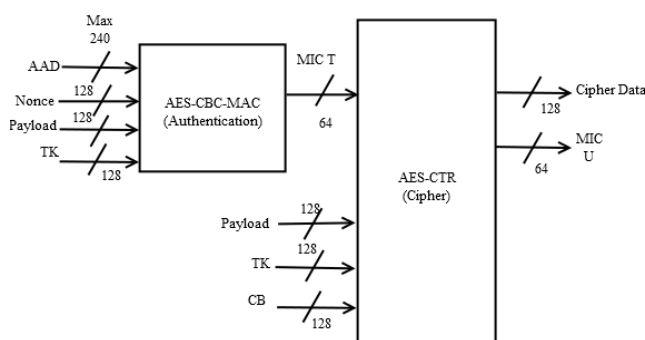 Max
240
AAD
128
Nonce
128
Payload
TK
128
AES-CBC-MAC
(Authentication)
MIC T
64
AES-CTR
(Cipher)
128
Payload
128
TK
CB
128
Cipher Data
128
MIC
U
64